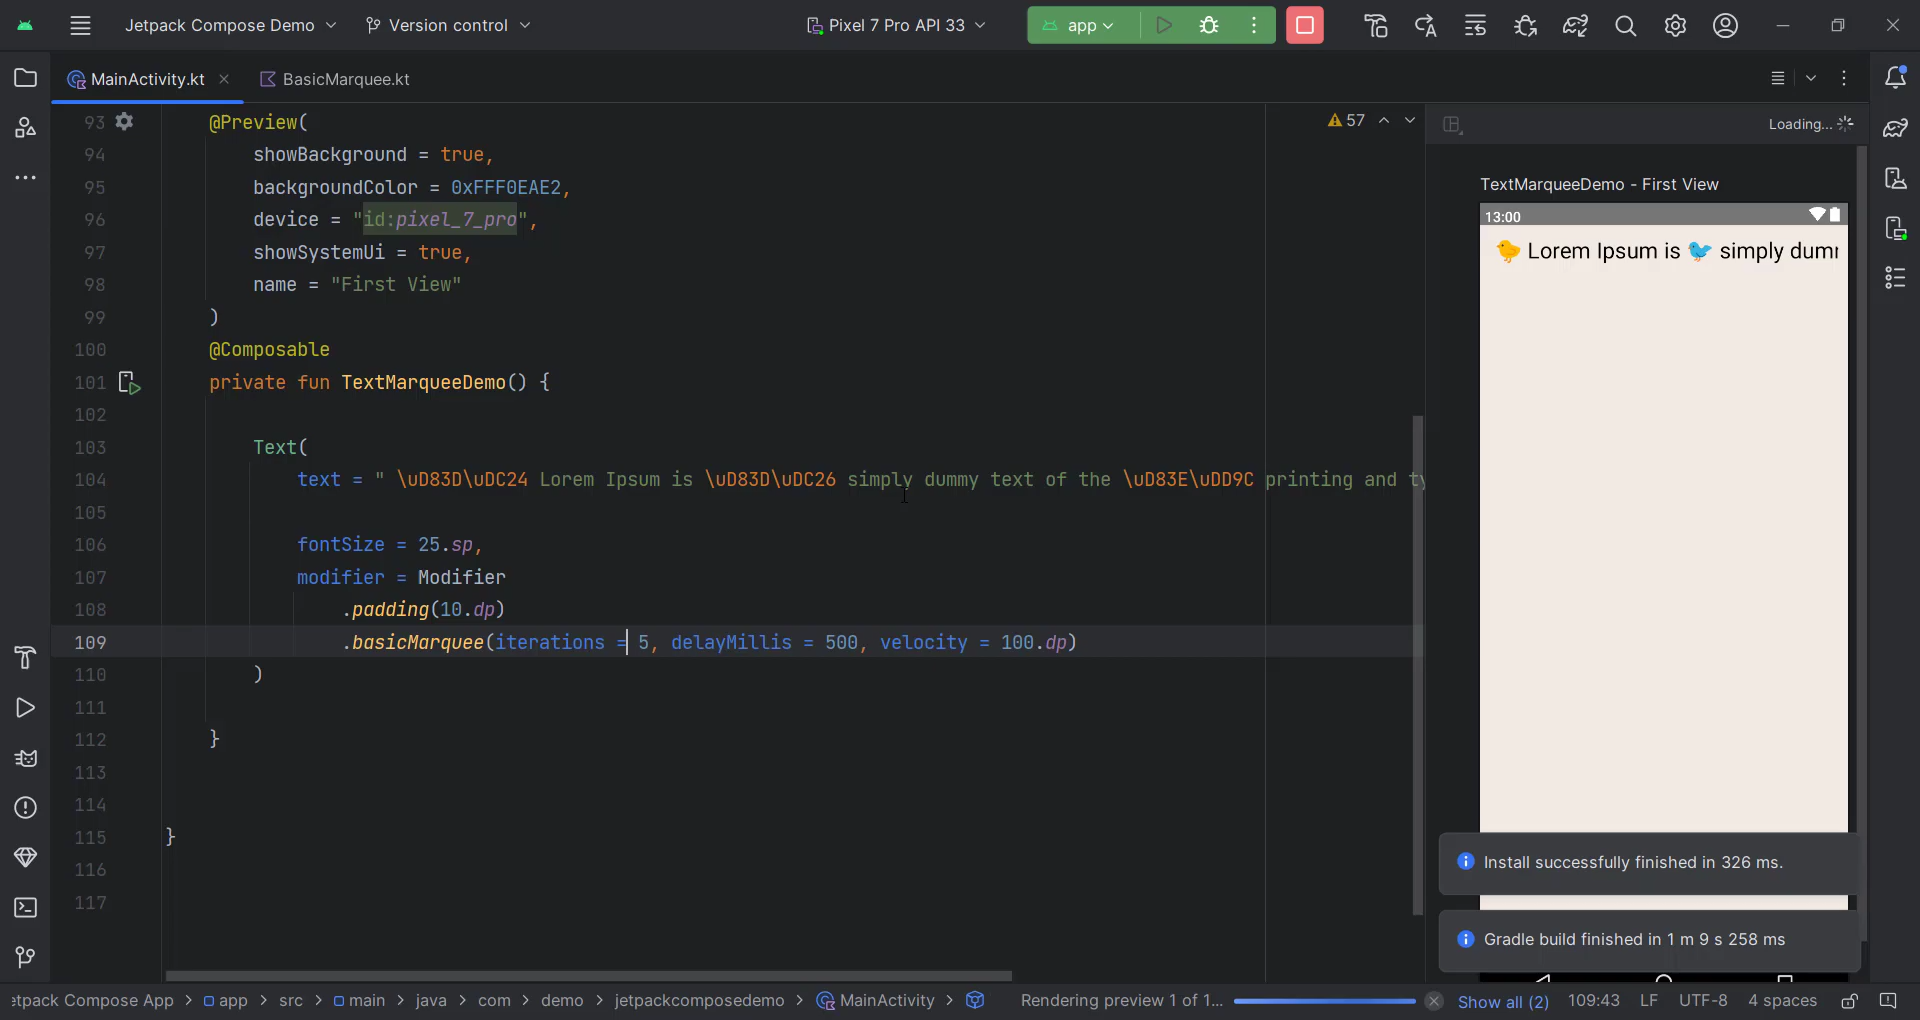 Jetpack Compose Demo
Version control
Pixel 7 Pro API 33
app
MainActivity.kt
BasicMarquee.kt
93 @Preview(
94 showBackground = true,
95 backgroundColor = 0xFFF0EAE2,
96 device = "id:pixel_7_pro",
97 showSystemUi = true,
98 name = "First View"
99 )
100 @Composable
101 private fun TextMarqueeDemo() {
102
103 Text(
104 text = " \uD83D\uDC24 Lorem Ipsum is \uD83D\uDC26 simply dummy text of the \uD83E\uDD9C printing and ty
105
106 fontSize = 25.sp,
107 modifier = Modifier
108 .padding(10.dp)
109 .basicMarquee(iterations = 5, delayMillis = 500, velocity = 100.dp)
110 )
111
112 }
113
114
115 }
116
117
57
Loading...
TextMarqueeDemo - First View
13:00
🐤 Lorem Ipsum is 🐦 simply dumm
Install successfully finished in 326 ms.
Gradle build finished in 1 m 9 s 258 ms
etpack Compose App > app > src > main > java > com > demo > jetpackcomposedemo > MainActivity >
Rendering preview 1 of 1...
Show all (2)
109:43
LF
UTF-8
4 spaces